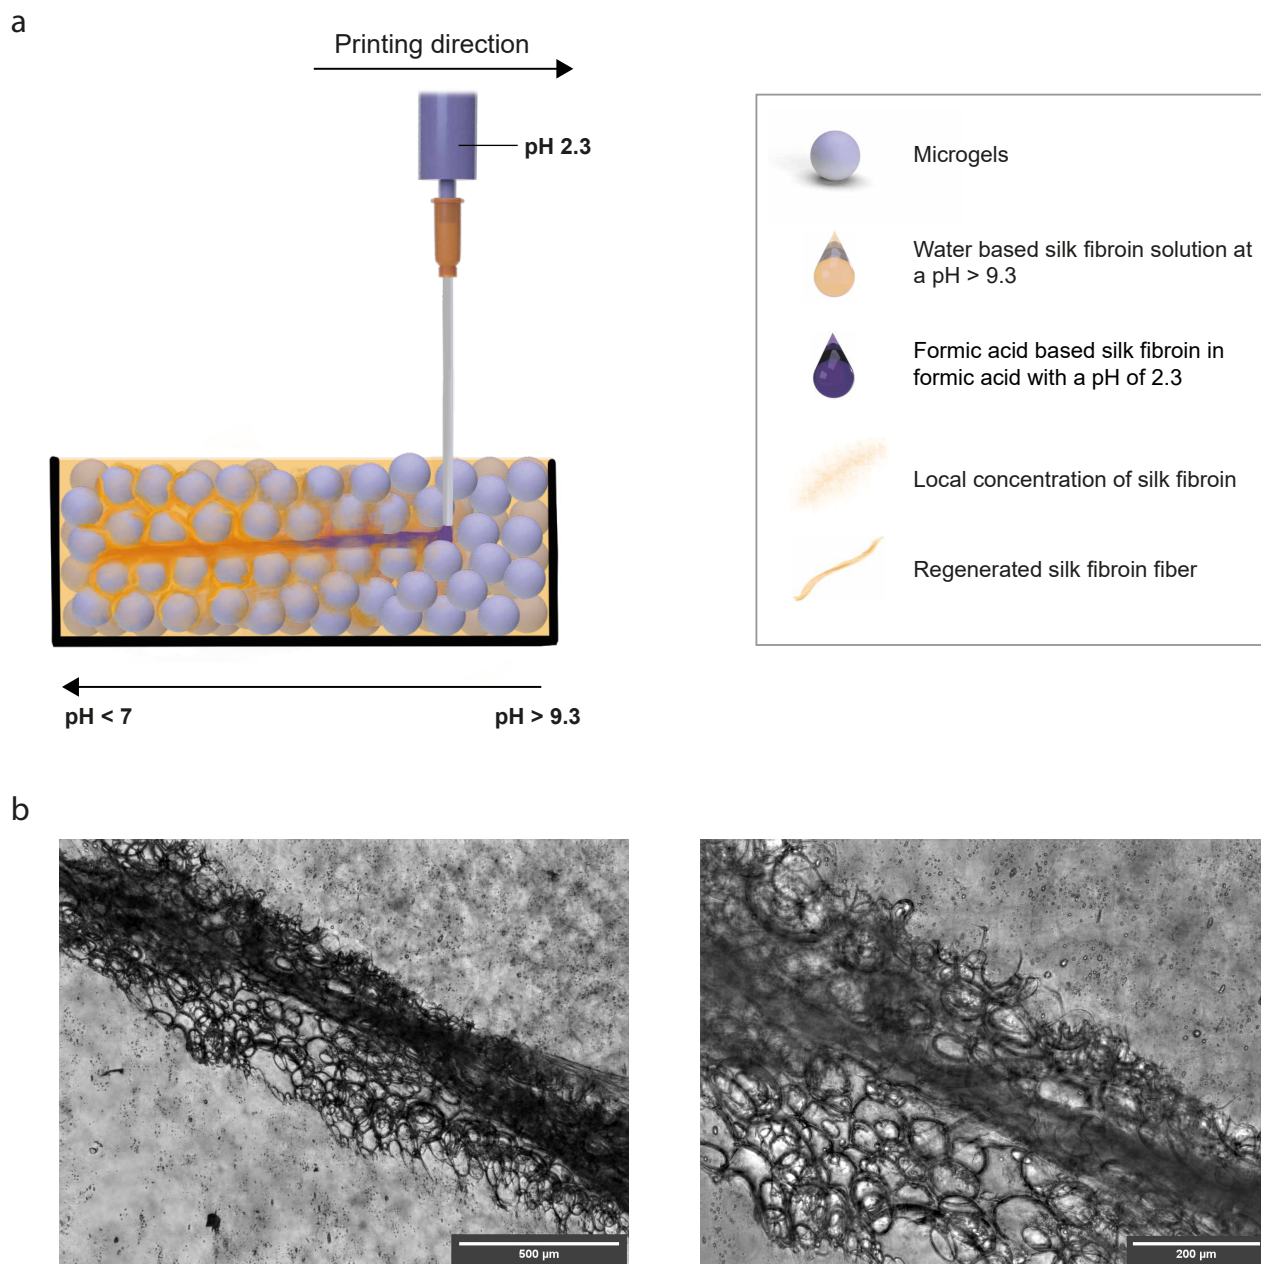 a
Printing direction
pH 2.3
Microgels
Water based silk fibroin solution at
a pH > 9.3
Formic acid based silk fibroin in
formic acid with a pH of 2.3
Local concentration of silk fibroin
Regenerated silk fibroin fiber
pH < 7
pH > 9.3
b
500 µm
200 µm